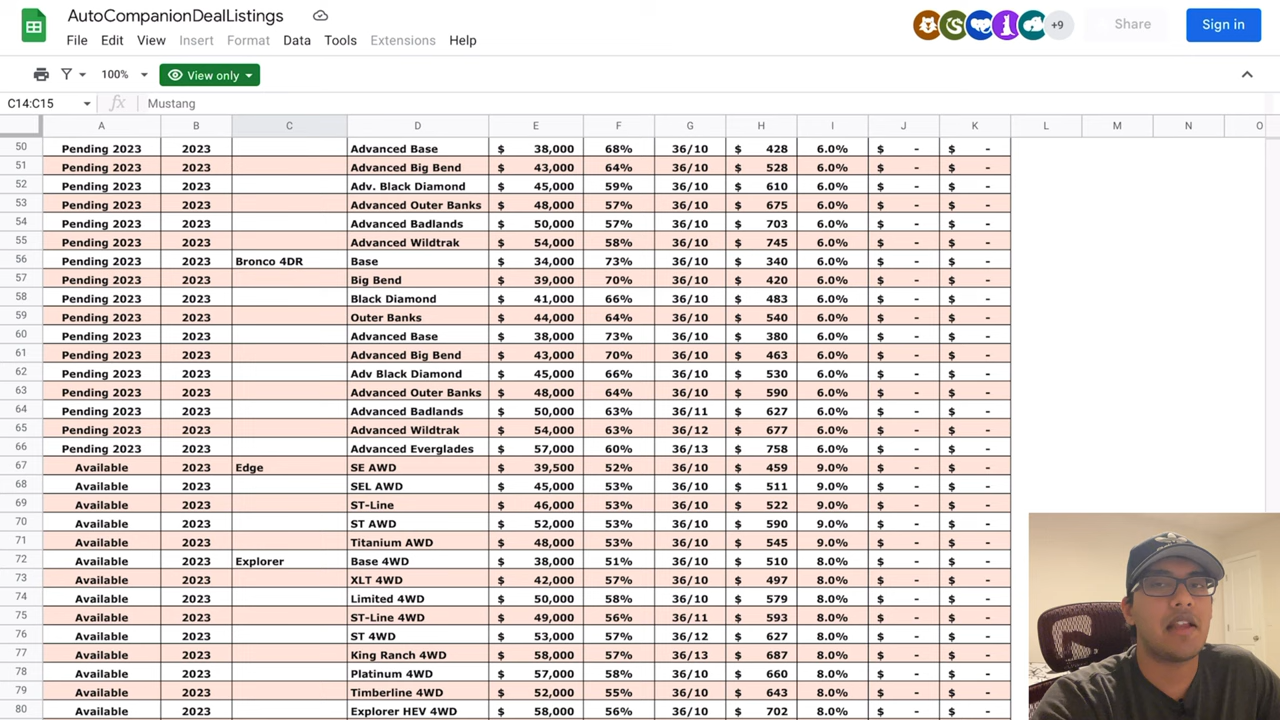 AutoCompanionDealListings
+9
Share
Sign in
File Edit View Insert Format Data Tools Extensions Help
100% View only
C14:C15 fx Mustang
A B C D E F G H I J K L M N O
50 Pending 2023 2023 Advanced Base $ 38,000 68% 36/10 $ 428 6.0% $ - $ -
51 Pending 2023 2023 Advanced Big Bend $ 43,000 64% 36/10 $ 528 6.0% $ - $ -
52 Pending 2023 2023 Adv. Black Diamond $ 45,000 59% 36/10 $ 610 6.0% $ - $ -
53 Pending 2023 2023 Advanced Outer Banks $ 48,000 57% 36/10 $ 675 6.0% $ - $ -
54 Pending 2023 2023 Advanced Badlands $ 50,000 57% 36/10 $ 703 6.0% $ - $ -
55 Pending 2023 2023 Advanced Wildtrak $ 54,000 58% 36/10 $ 745 6.0% $ - $ -
56 Pending 2023 2023 Bronco 4DR Base $ 34,000 73% 36/10 $ 340 6.0% $ - $ -
57 Pending 2023 2023 Big Bend $ 39,000 70% 36/10 $ 420 6.0% $ - $ -
58 Pending 2023 2023 Black Diamond $ 41,000 66% 36/10 $ 483 6.0% $ - $ -
59 Pending 2023 2023 Outer Banks $ 44,000 64% 36/10 $ 540 6.0% $ - $ -
60 Pending 2023 2023 Advanced Base $ 38,000 73% 36/10 $ 380 6.0% $ - $ -
61 Pending 2023 2023 Advanced Big Bend $ 43,000 70% 36/10 $ 463 6.0% $ - $ -
62 Pending 2023 2023 Adv Black Diamond $ 45,000 66% 36/10 $ 530 6.0% $ - $ -
63 Pending 2023 2023 Advanced Outer Banks $ 48,000 64% 36/10 $ 590 6.0% $ - $ -
64 Pending 2023 2023 Advanced Badlands $ 50,000 63% 36/11 $ 627 6.0% $ - $ -
65 Pending 2023 2023 Advanced Wildtrak $ 54,000 63% 36/12 $ 677 6.0% $ - $ -
66 Pending 2023 2023 Advanced Everglades $ 57,000 60% 36/13 $ 758 6.0% $ - $ -
67 Available 2023 Edge SE AWD $ 39,500 52% 36/10 $ 459 9.0% $ - $ -
68 Available 2023 SEL AWD $ 45,000 53% 36/10 $ 511 9.0% $ - $ -
69 Available 2023 ST-Line $ 46,000 53% 36/10 $ 522 9.0% $ - $ -
70 Available 2023 ST AWD $ 52,000 53% 36/10 $ 590 9.0% $ - $ -
71 Available 2023 Titanium AWD $ 48,000 53% 36/10 $ 545 9.0% $ - $ -
72 Available 2023 Explorer Base 4WD $ 38,000 51% 36/10 $ 510 8.0% $ - $ -
73 Available 2023 XLT 4WD $ 42,000 57% 36/10 $ 497 8.0% $ - $ -
74 Available 2023 Limited 4WD $ 50,000 58% 36/10 $ 579 8.0% $ - $ -
75 Available 2023 ST-Line 4WD $ 49,000 56% 36/11 $ 593 8.0% $ - $ -
76 Available 2023 ST 4WD $ 53,000 57% 36/12 $ 627 8.0% $ - $ -
77 Available 2023 King Ranch 4WD $ 58,000 57% 36/13 $ 687 8.0% $ - $ -
78 Available 2023 Platinum 4WD $ 57,000 58% 36/10 $ 660 8.0% $ - $ -
79 Available 2023 Timberline 4WD $ 52,000 55% 36/10 $ 643 8.0% $ - $ -
80 Available 2023 Explorer HEV 4WD $ 58,000 56% 36/10 $ 702 8.0% $ - $ -